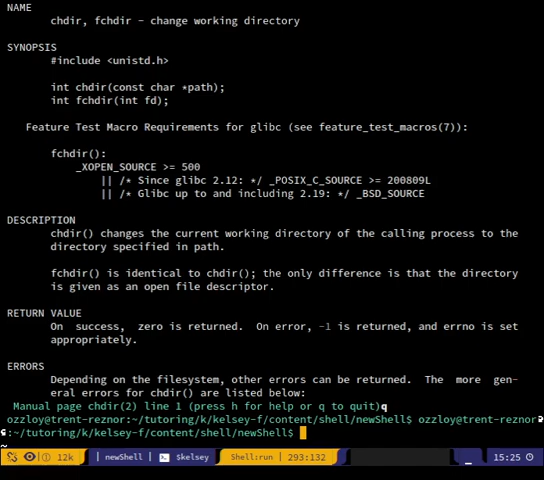 NAME
chdir, fchdir - change working directory
SYNOPSIS
#include <unistd.h>
int chdir(const char *path);
int fchdir(int fd);
Feature Test Macro Requirements for glibc (see feature_test_macros(7)):
fchdir():
_XOPEN_SOURCE >= 500
|| /* Since glibc 2.12: */ _POSIX_C_SOURCE >= 200809L
|| /* Glibc up to and including 2.19: */ _BSD_SOURCE
DESCRIPTION
chdir() changes the current working directory of the calling process to the
directory specified in path.
fchdir() is identical to chdir(); the only difference is that the directory
is given as an open file descriptor.
RETURN VALUE
On success, zero is returned. On error, -1 is returned, and errno is set
appropriately.
ERRORS
Depending on the filesystem, other errors can be returned. The more gen-
eral errors for chdir() are listed below:
Manual page chdir(2) line 1 (press h for help or q to quit)q
ozzloy@trent-reznor:~/tutoring/k/kelsey-f/content/shell/newShell$ ozzloy@trent-reznor
:~/tutoring/k/kelsey-f/content/shell/newShell$
~
12k | newShell $kelsey Shell:run | 293:132 _ 15:25